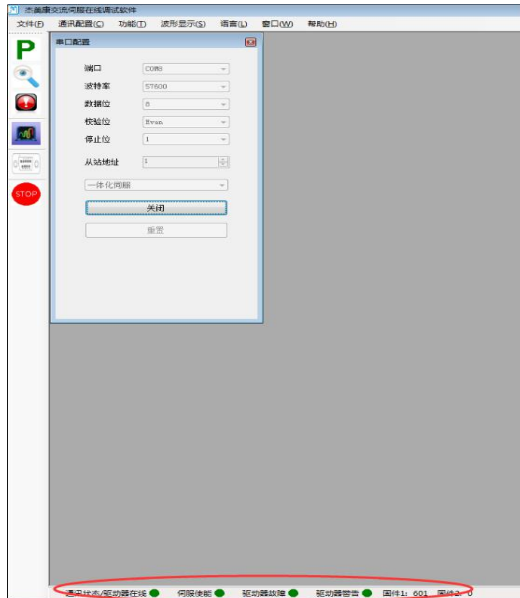 杰美康交流伺服在线调试软件
文件(F) 通讯配置(C) 功能(T) 波形显示(S) 语言(L) 窗口(W) 帮助(H)
P
串口配置
端口 COM8
波特率 57600
数据位 8
校验位 Even
停止位 1
从站地址 1
一体化伺服
关闭
重置
STOP
通讯状态/驱动器在线 伺服使能 驱动器故障 驱动器警告 固件1: 601 固件2: 0